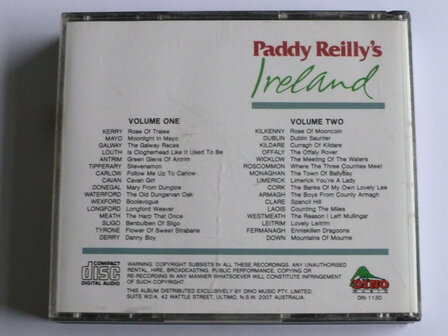 Paddy Reilly's
Ireland
VOLUME ONE
KERRY Rose Of Tralee
MAYO Moonlight in Mayo
GALWAY The Galway Races
LOUTH Is Clogherhead Like It Used to Be
ANTRIM Green Glens Of Antrim
TIPPERARY Slievenamon
CARLOW Follow Me Up To Carlow
CAVAN Cavan Girl
DONEGAL Mary From Dungloe
WATERFORD The Old Dungarvan Oak
WEXFORD Boolavogue
LONGFORD Longford Weaver
MEATH The Harp That Once
SLIGO Benbulben Of Sligo
TYRONE Flower Of Sweet Strabane
DERRY Danny Boy
VOLUME TWO
KILKENNY Rose Of Mooncoin
DUBLIN Dublin Saunter
KILDARE Curragh Of Kildare
OFFALY The Offaly Rover
WICKLOW The Meeting Of The Waters
ROSCOMMON Where The Three Counties Meet
MONAGHAN The Town Of BallyBay
LIMERICK Limerick You're A Lady
CORK The Banks Of My Own Lovely Lee
ARMAGH The Boys From County Armagh
CLARE Spancil Hill
LAOIS Counting The Miles
WESTMEATH The Reason I Left Mullingar
LEITRIM Lovely Leitrim
FERMANAGH Enniskillen Dragoons
DOWN Mountains Of Mourne
COMPACT
disc
DIGITAL AUDIO
WARNING: COPYRIGHT SUBSISTS IN ALL THESE RECORDINGS. ANY UNAUTHORISED
RENTAL, HIRE, BROADCASTING, PUBLIC PERFORMANCE, COPYING OR
RE-RECORDING IN ANY MANNER WHATSOEVER WILL CONSTITUTE INFRINGEMENT
OF SUCH COPYRIGHT.
THIS ALBUM DISTRIBUTED EXCLUSIVELY BY DINO MUSIC PTY. LIMITED,
SUITE W2/4, 42 WATTLE STREET, ULTIMO, N.S.W. 2007 AUSTRALIA.
DINO
MUSIC
DIN 113D